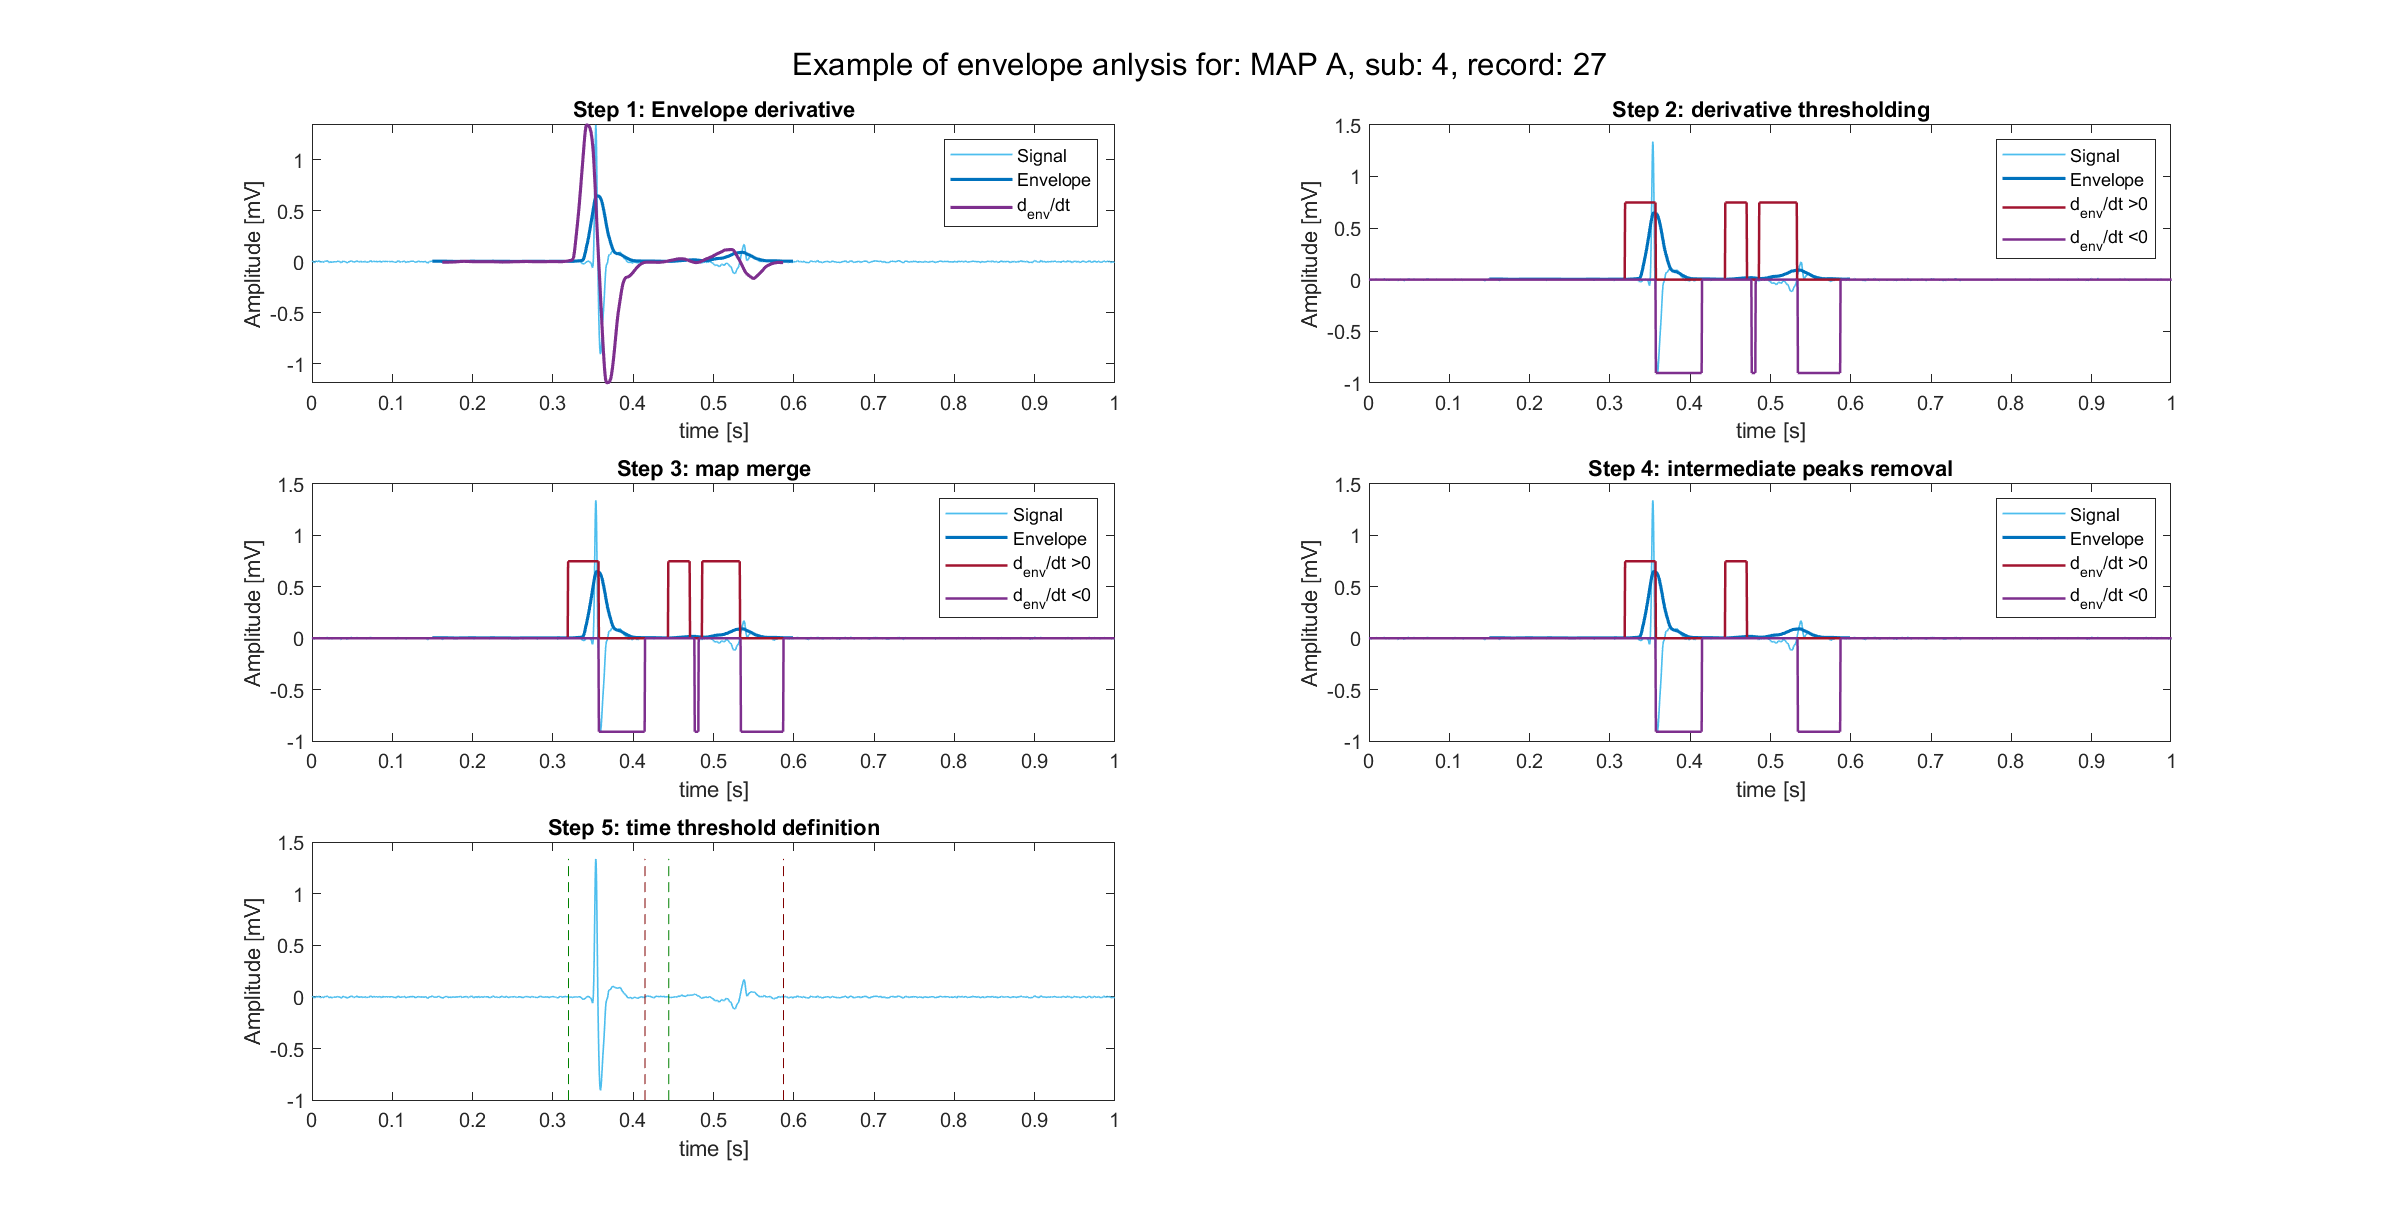 Example of envelope anlysis for: MAP A, sub: 4, record: 27
Step 1: Envelope derivative
Amplitude [mV]
1
0.5
0
-0.5
-1
Signal
Envelope
d_env/dt
0 0.1 0.2 0.3 0.4 0.5 0.6 0.7 0.8 0.9 1
time [s]
Step 2: derivative thresholding
Amplitude [mV]
1.5
1
0.5
0
-0.5
-1
Signal
Envelope
d_env/dt >0
d_env/dt <0
0 0.1 0.2 0.3 0.4 0.5 0.6 0.7 0.8 0.9 1
time [s]
Step 3: map merge
Amplitude [mV]
1.5
1
0.5
0
-0.5
-1
Signal
Envelope
d_env/dt >0
d_env/dt <0
0 0.1 0.2 0.3 0.4 0.5 0.6 0.7 0.8 0.9 1
time [s]
Step 4: intermediate peaks removal
Amplitude [mV]
1.5
1
0.5
0
-0.5
-1
Signal
Envelope
d_env/dt >0
d_env/dt <0
0 0.1 0.2 0.3 0.4 0.5 0.6 0.7 0.8 0.9 1
time [s]
Step 5: time threshold definition
Amplitude [mV]
1.5
1
0.5
0
-0.5
-1
0 0.1 0.2 0.3 0.4 0.5 0.6 0.7 0.8 0.9 1
time [s]